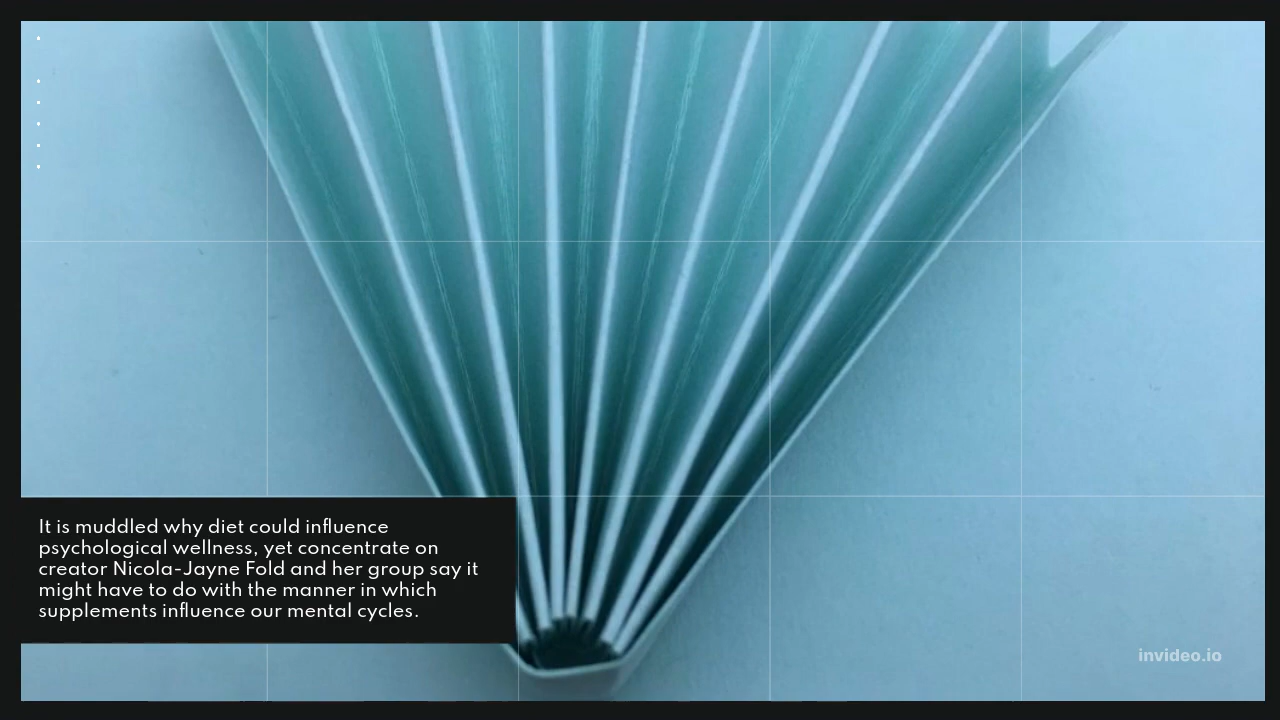 It is muddled why diet could influence
psychological wellness, yet concentrate on
creator Nicola-Jayne Fold and her group say it
might have to do with the manner in which
supplements influence our mental cycles.
invideo.io